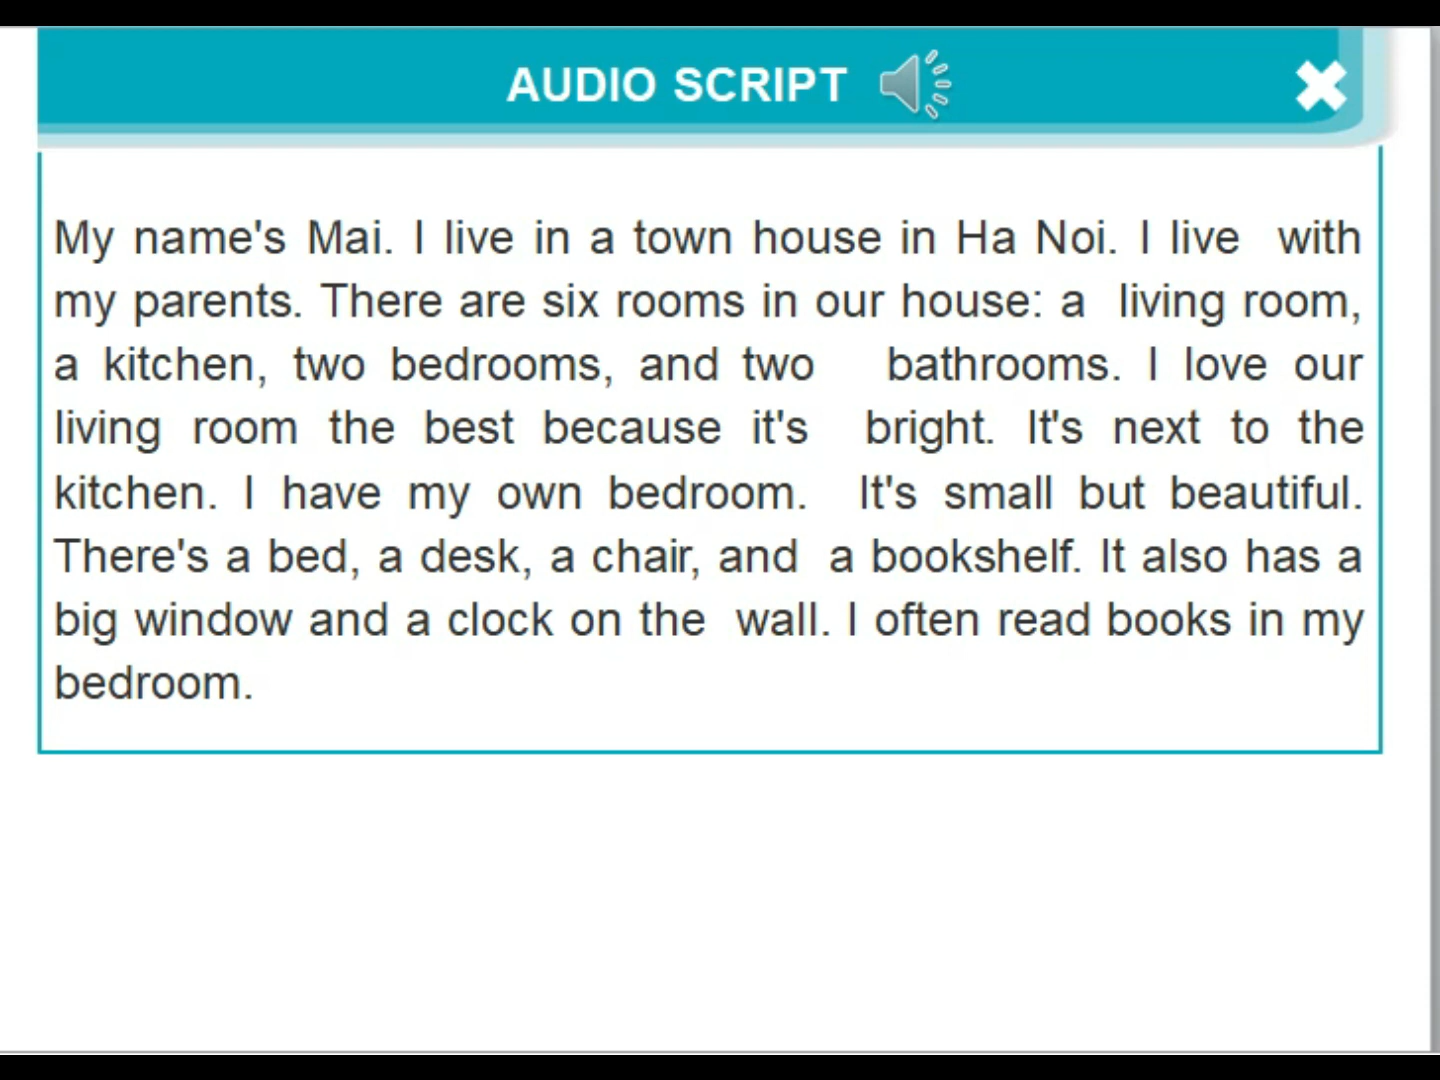 AUDIO SCRIPT
My name's Mai. I live in a town house in Ha Noi. I live with
my parents. There are six rooms in our house: a living room,
a kitchen, two bedrooms, and two bathrooms. I love our
living room the best because it's bright. It's next to the
kitchen. I have my own bedroom. It's small but beautiful.
There's a bed, a desk, a chair, and a bookshelf. It also has a
big window and a clock on the wall. I often read books in my
bedroom.